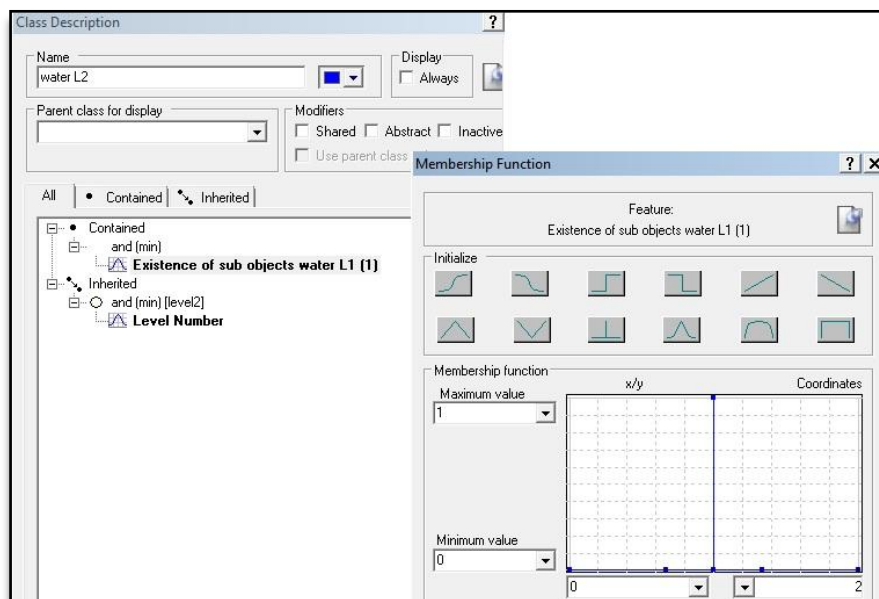 Class Description
?
Name
water L2
Display
Always
Parent class for display
Modifiers
Shared Abstract Inactive
Use parent class
All Contained Inherited
Contained
and (min)
Existence of sub objects water L1 (1)
Inherited
and (min) [level2]
Level Number
Membership Function
? X
Feature:
Existence of sub objects water L1 (1)
Initialize
Membership function
Maximum value
x/y
Coordinates
1
Minimum value
0
0
2